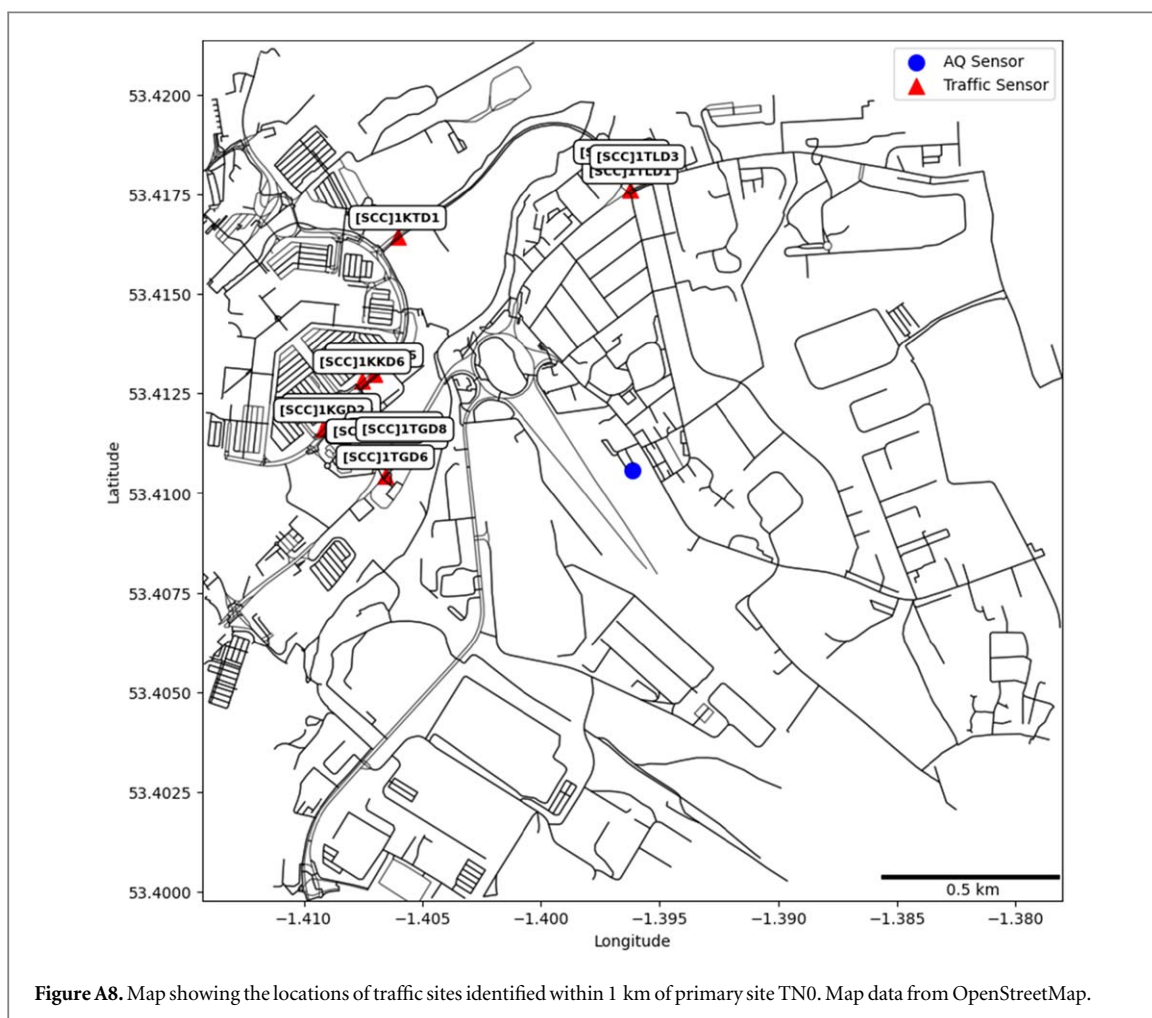 AQ Sensor
Traffic Sensor
53.4200
53.4175
53.4150
53.4125
53.4100
53.4075
53.4050
53.4025
53.4000
Latitude
[SCC]1TLD3
[SCC]1TLD1
[SCC]1KTD1
[SCC]1KKD6
[SCC]1KGD2
[SCC]1TGD8
[SCC]1TGD6
0.5 km
−1.410
−1.405
−1.400
−1.395
−1.390
−1.385
−1.380
Longitude
Figure A8. Map showing the locations of traffic sites identified within 1 km of primary site TN0. Map data from OpenStreetMap.